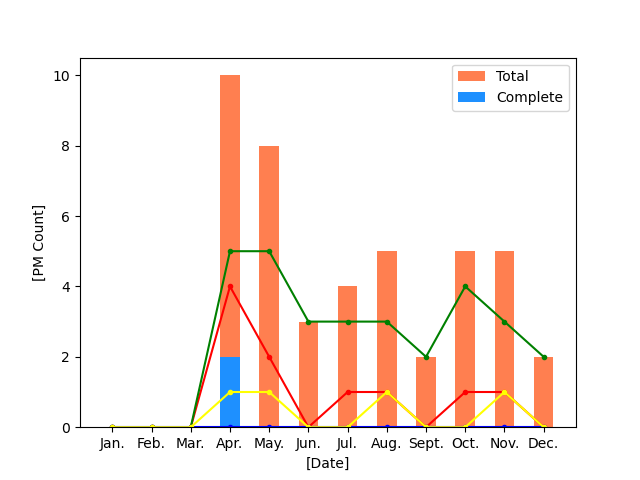 Total
Complete
[PM Count]
10
8
6
4
2
0
Jan. Feb. Mar. Apr. May. Jun. Jul. Aug. Sept. Oct. Nov. Dec.
[Date]